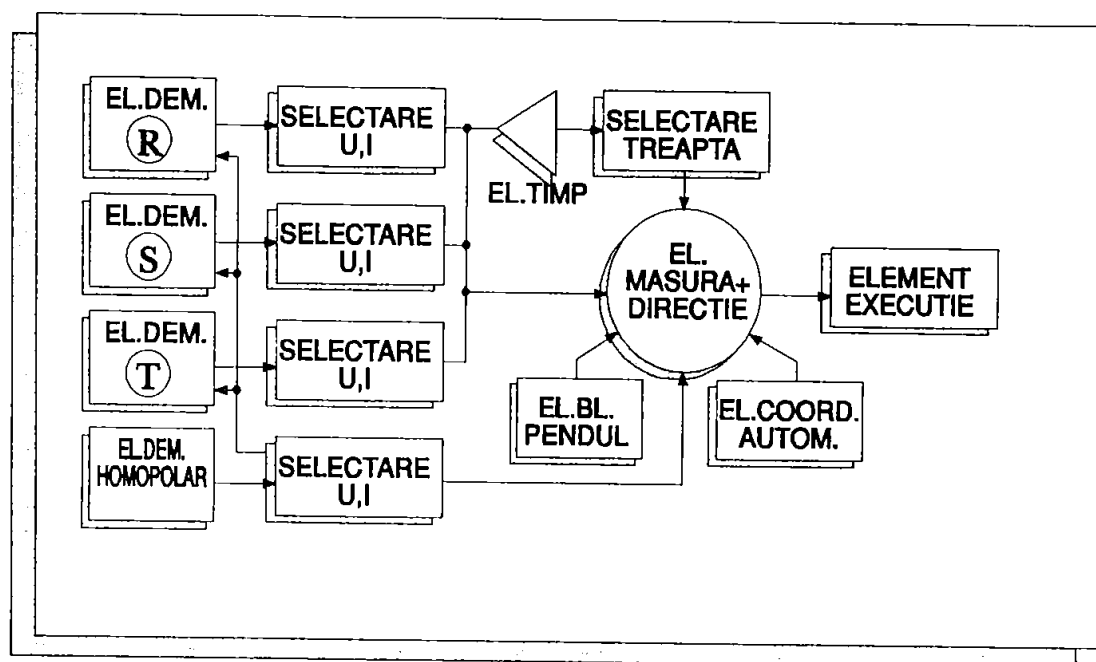 EL.DEM.
R
SELECTARE
U,I
EL.TIMP
SELECTARE
TREAPTA
EL.DEM.
S
SELECTARE
U,I
EL.
MASURA+
DIRECTIE
ELEMENT
EXECUTIE
EL.DEM.
T
SELECTARE
U,I
EL.BL.
PENDUL
EL.COORD.
AUTOM.
EL.DEM.
HOMOPOLAR
SELECTARE
U,I